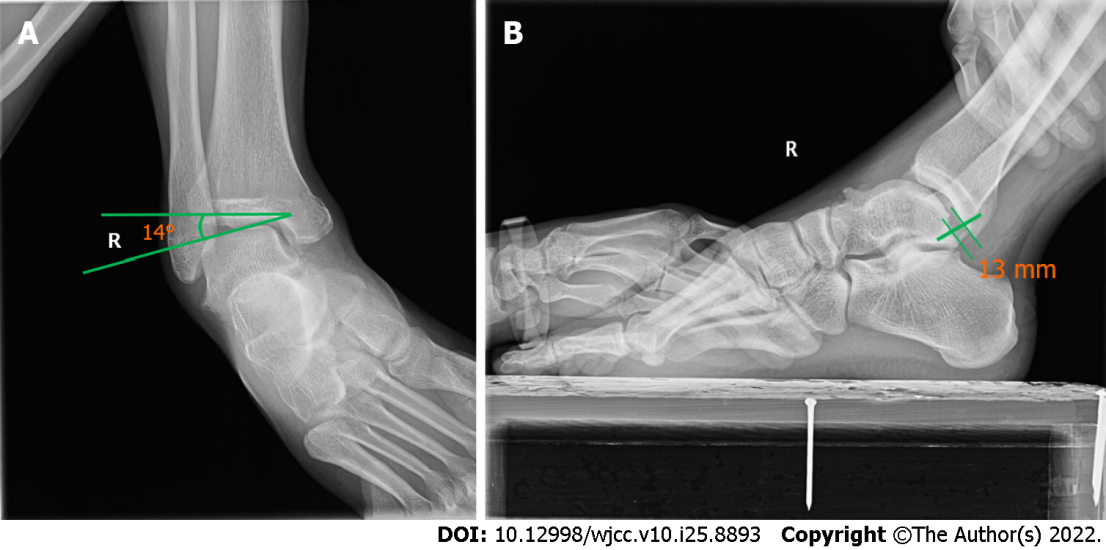 A
B
R
R
14°
13 mm
DOI: 10.12998/wjcc.v10.i25.8893 Copyright ©The Author(s) 2022.